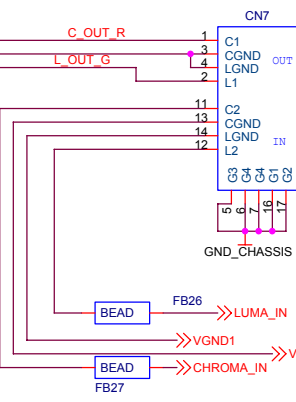 CN7
C_OUT_R
1
C1
3
CGND
OUT
4
LGND
L_OUT_G
2
L1
11
C2
13
CGND
14
LGND
IN
12
L2
G3
G4
G4
G1
G2
5
6
7
16
17
GND_CHASSIS
FB26
BEAD
LUMA_IN
VGND1
V
BEAD
CHROMA_IN
FB27